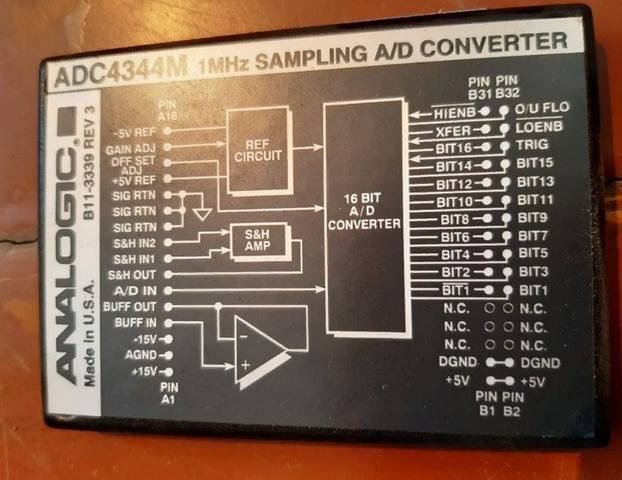 ADC4344M 1MHz SAMPLING A/D CONVERTER
ANALOGIC®
Made in U.S.A. B11-3339 REV 3
PIN
A16
-5V REF
GAIN ADJ
OFF SET
ADJ
+5V REF
SIG RTN
SIG RTN
SIG RTN
S&H IN2
S&H IN1
S&H OUT
A/D IN
BUFF OUT
BUFF IN
-15V
AGND
+15V
PIN
A1
REF
CIRCUIT
S&H
AMP
-
+
16 BIT
A/D
CONVERTER
PIN PIN
B31 B32
HIENB O/U FLO
XFER LOENB
BIT16 TRIG
BIT14 BIT15
BIT12 BIT13
BIT10 BIT11
BIT8 BIT9
BIT6 BIT7
BIT4 BIT5
BIT2 BIT3
BIT1 BIT1
N.C. N.C.
N.C. N.C.
N.C. N.C.
DGND DGND
+5V +5V
PIN PIN
B1 B2